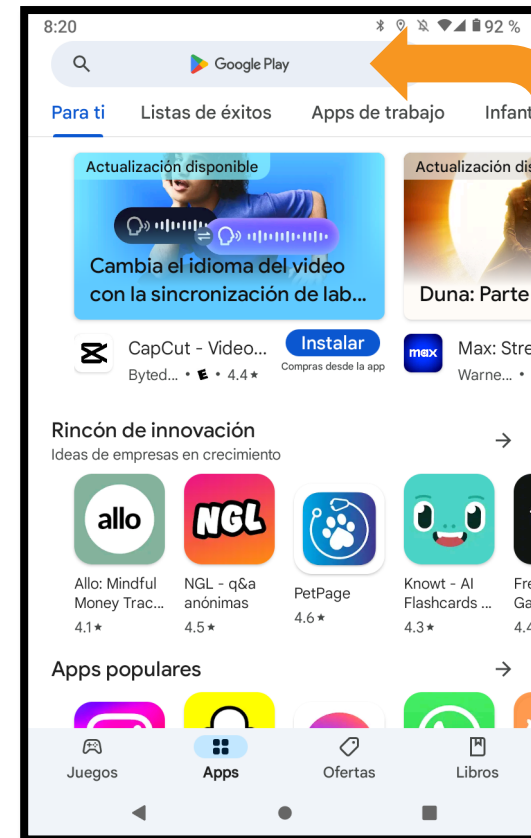 8:20
92 %
Google Play
Para ti
Listas de éxitos
Apps de trabajo
Infant
Actualización disponible
Cambia el idioma del video
con la sincronización de lab...
CapCut - Video...
Byted... • E • 4.4★
Instalar
Compras desde la app
Actualización dis
Duna: Parte
max
Max: Stre
Warne... •
Rincón de innovación
Ideas de empresas en crecimiento
allo
Allo: Mindful
Money Trac...
4.1★
NGL
NGL - q&a
anónimas
4.5★
PetPage
4.6★
Knowt - AI
Flashcards ...
4.3★
Fre
Ga
4.4
Apps populares
Juegos
Apps
Ofertas
Libros